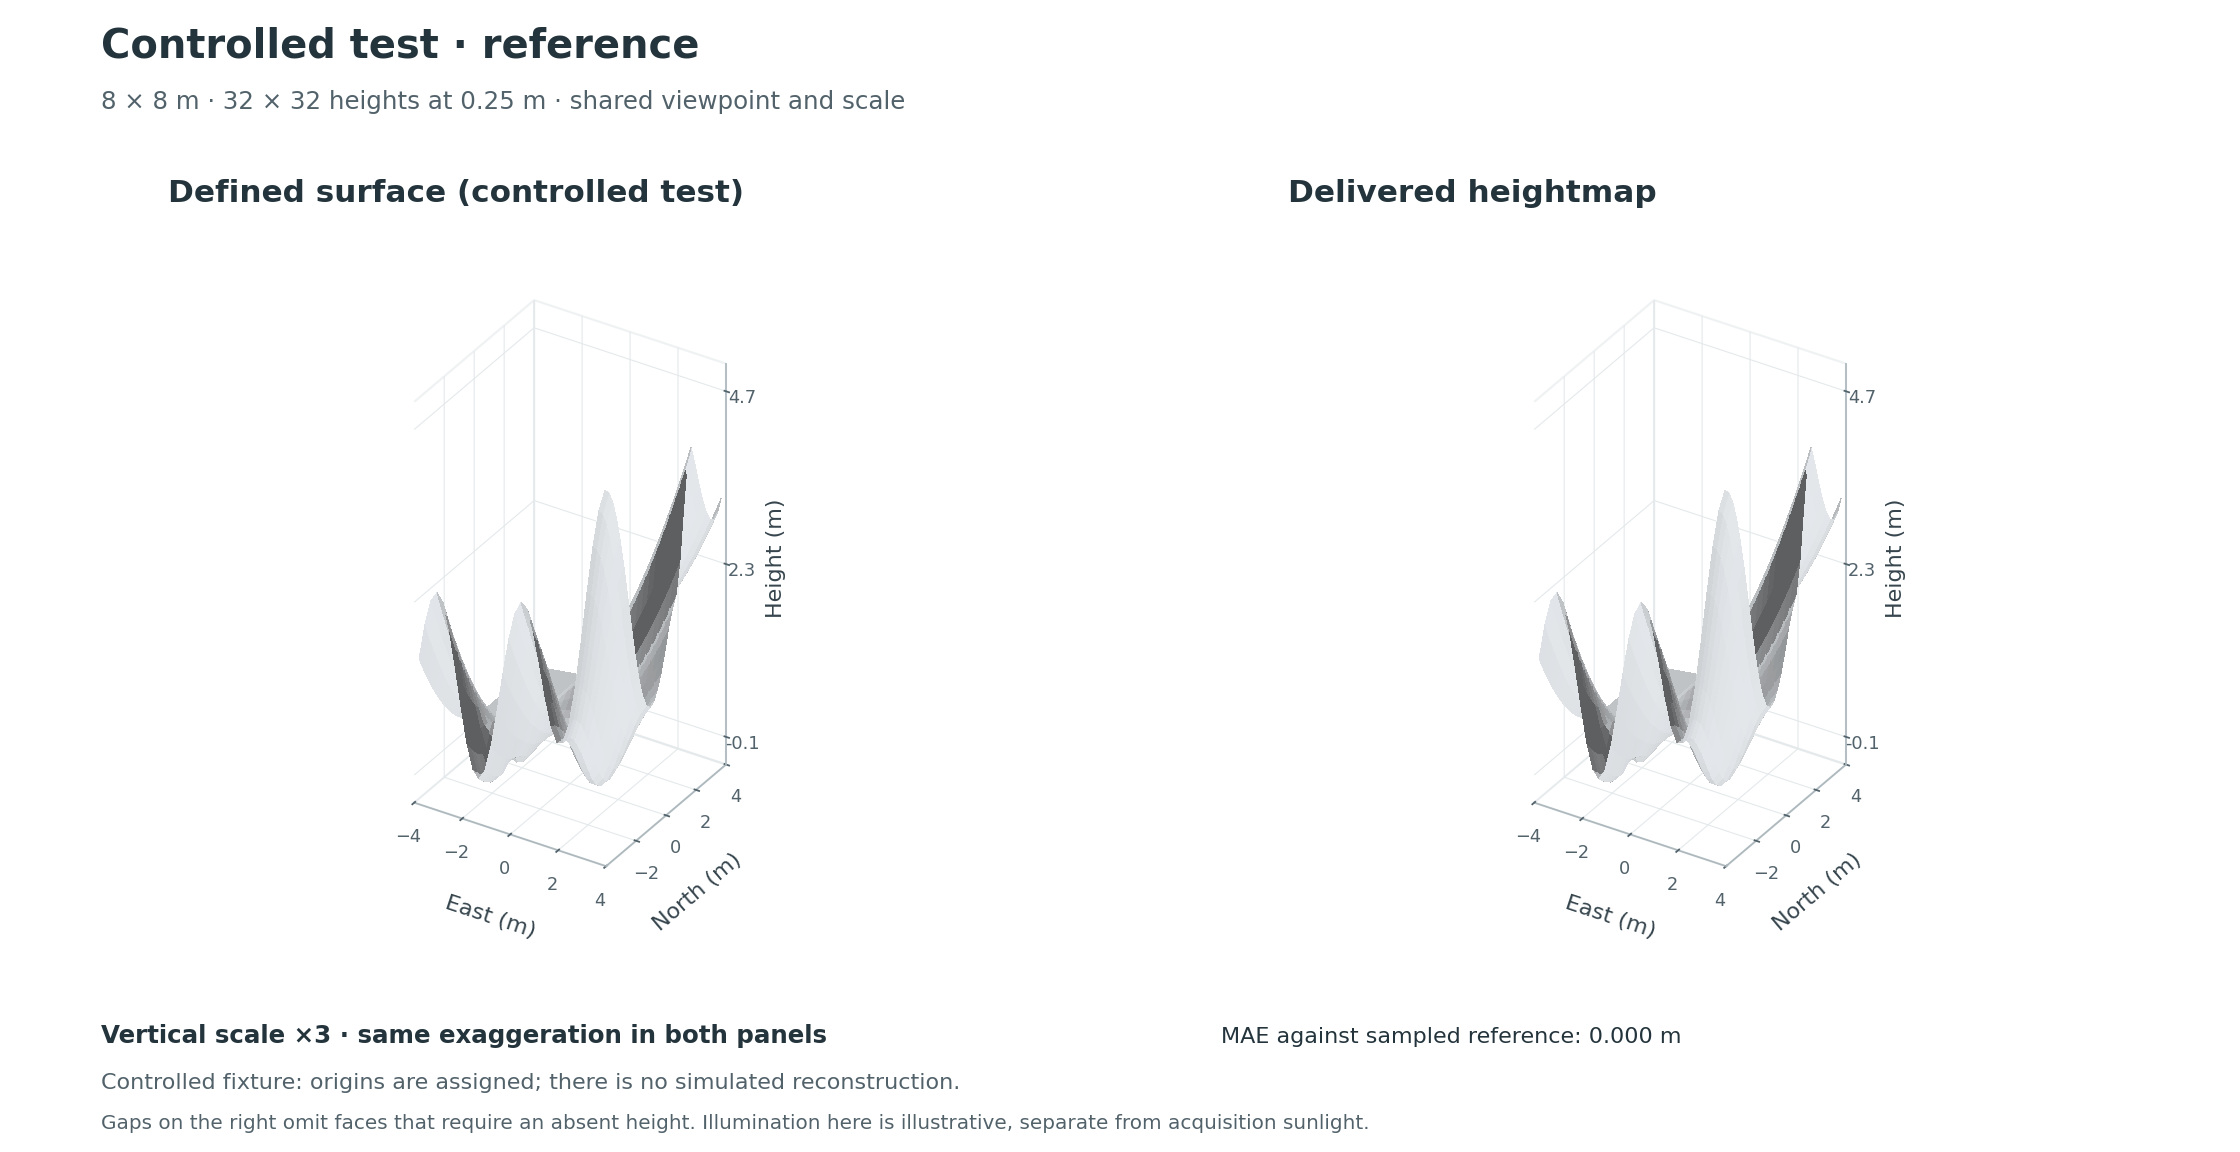 Controlled test · reference
8 × 8 m · 32 × 32 heights at 0.25 m · shared viewpoint and scale
Defined surface (controlled test)
Delivered heightmap
4.7
2.3
-0.1
Height (m)
−4
−2
0
2
4
East (m)
−2
0
2
4
North (m)
4.7
2.3
-0.1
Height (m)
−4
−2
0
2
4
East (m)
−2
0
2
4
North (m)
Vertical scale ×3 · same exaggeration in both panels
MAE against sampled reference: 0.000 m
Controlled fixture: origins are assigned; there is no simulated reconstruction.
Gaps on the right omit faces that require an absent height. Illumination here is illustrative, separate from acquisition sunlight.